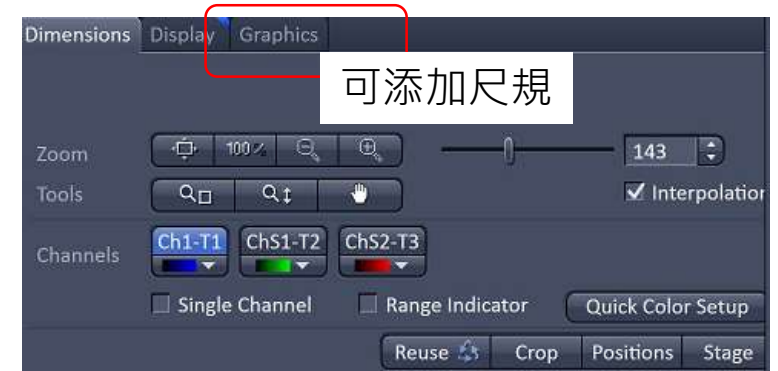 Dimensions Display Graphics
可添加尺規
Zoom 100% 143
Tools Interpolation
Channels Ch1-T1 ChS1-T2 ChS2-T3
Single Channel Range Indicator Quick Color Setup
Reuse Crop Positions Stage